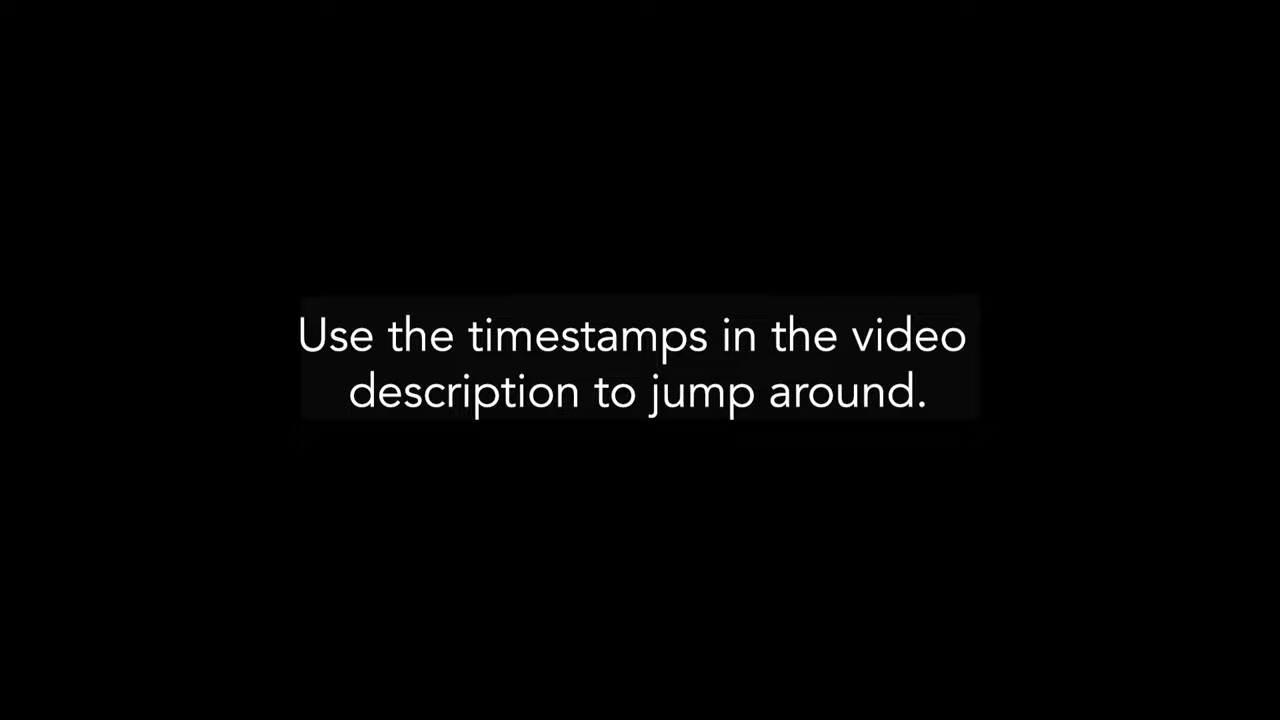 Use the timestamps in the video
description to jump around.